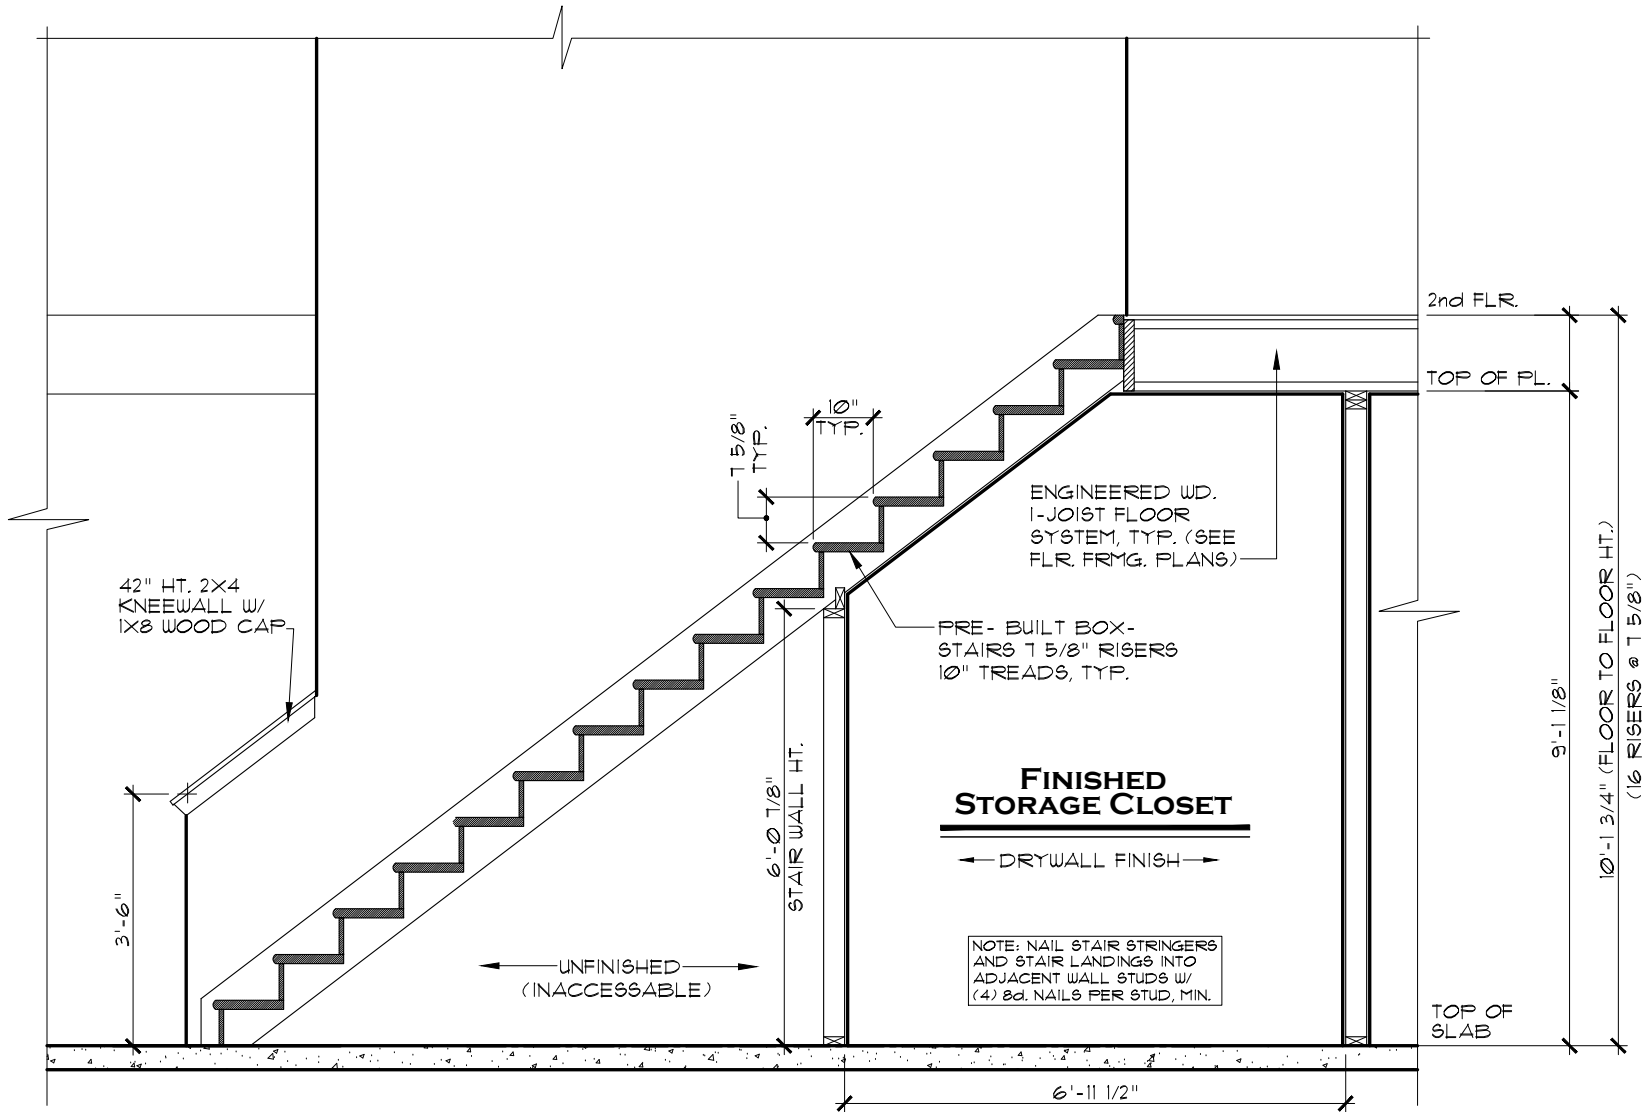 2nd FLR.
TOP OF PL.
10"
TYP.
7 5/8"
TYP.
ENGINEERED WD.
I-JOIST FLOOR
SYSTEM, TYP. (SEE
FLR. FRMG. PLANS)
42" HT. 2X4
KNEEWALL W/
1X8 WOOD CAP
PRE- BUILT BOX-
STAIRS 7 5/8" RISERS
10" TREADS, TYP.
6'-0 7/8"
STAIR WALL HT.
9'-1 1/8"
10'-1 3/4" (FLOOR TO FLOOR HT.)
(16 RISERS @ 7 5/8")
FINISHED
STORAGE CLOSET
DRYWALL FINISH
3'-6"
UNFINISHED
(INACCESSABLE)
NOTE: NAIL STAIR STRINGERS
AND STAIR LANDINGS INTO
ADJACENT WALL STUDS W/
(4) 8d. NAILS PER STUD, MIN.
TOP OF
SLAB
6'-11 1/2"